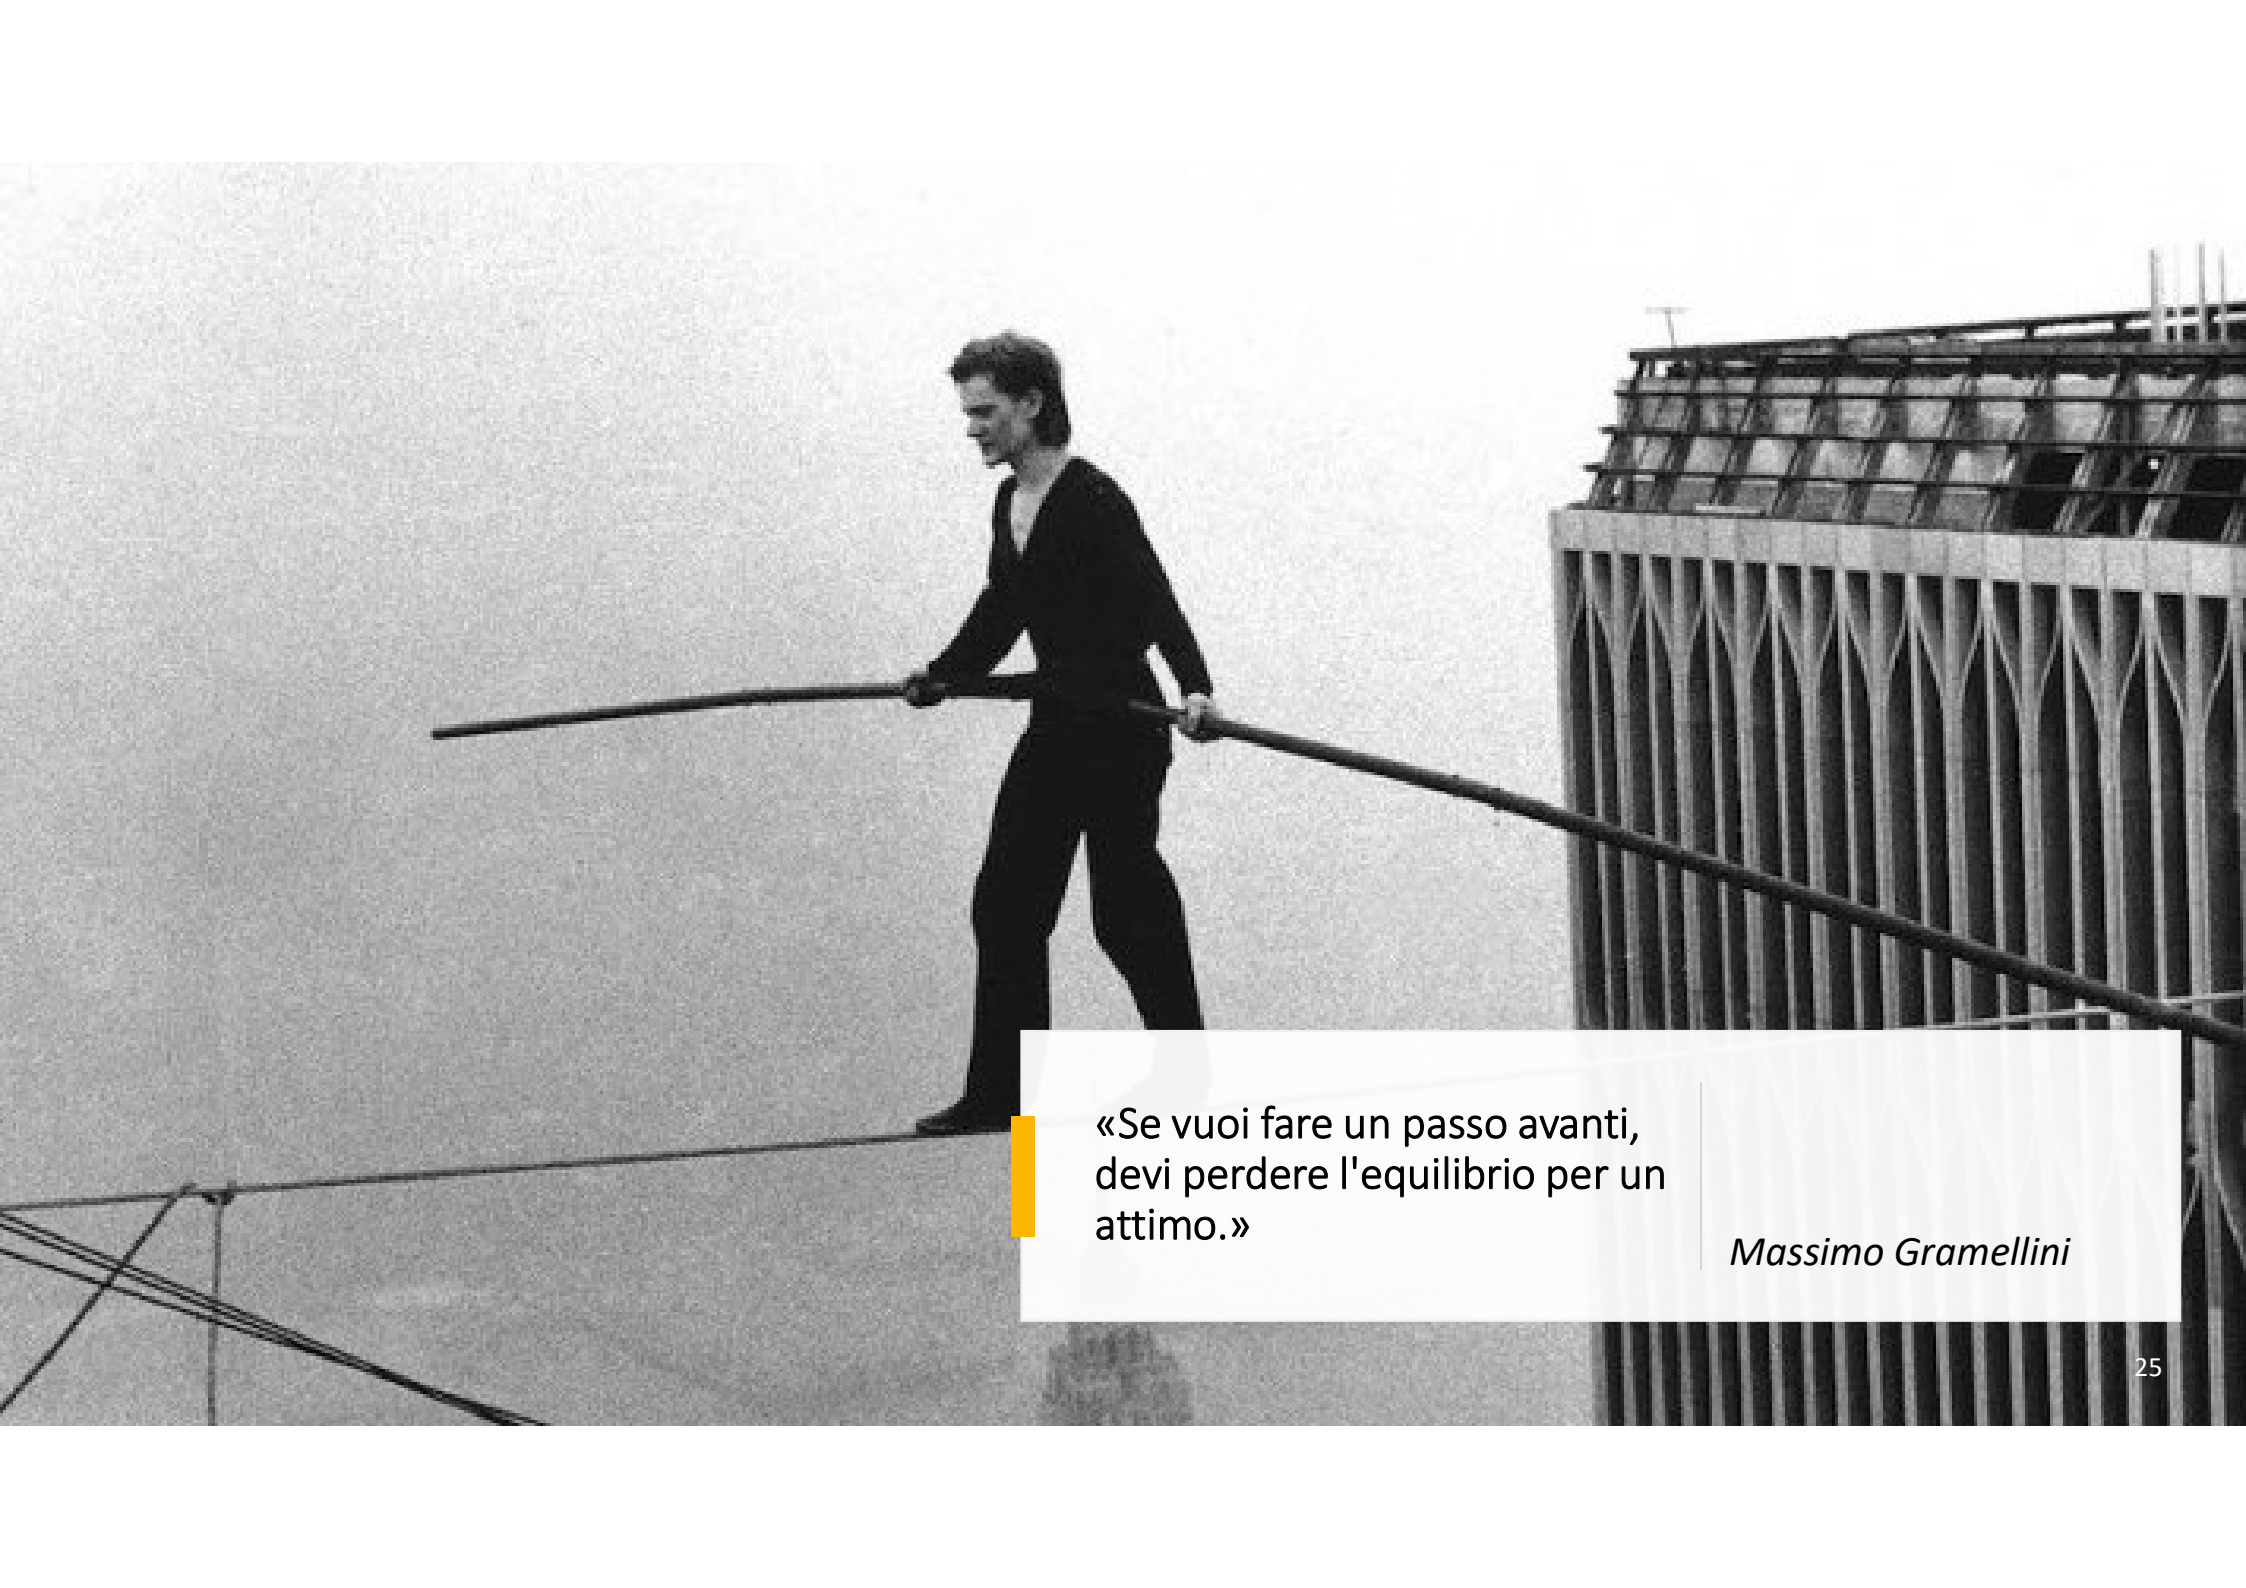 «Se vuoi fare un passo avanti,
devi perdere l'equilibrio per un
attimo.»
Massimo Gramellini
25